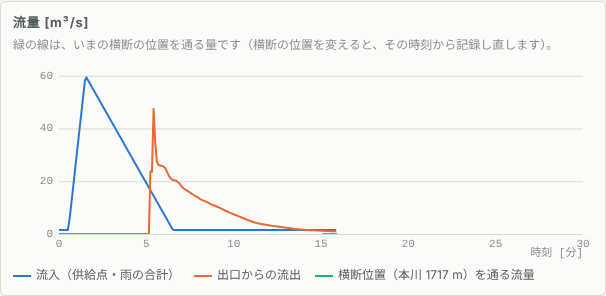 流量 [m³/s]
緑の線は、いまの横断の位置を通る量です（横断の位置を変えると、その時刻から記録し直します）。
60
40
20
0
0 5 10 15 20 25 30
時刻 [分]
流入（供給点・雨の合計） 出口からの流出 横断位置（本川 1717 m）を通る流量